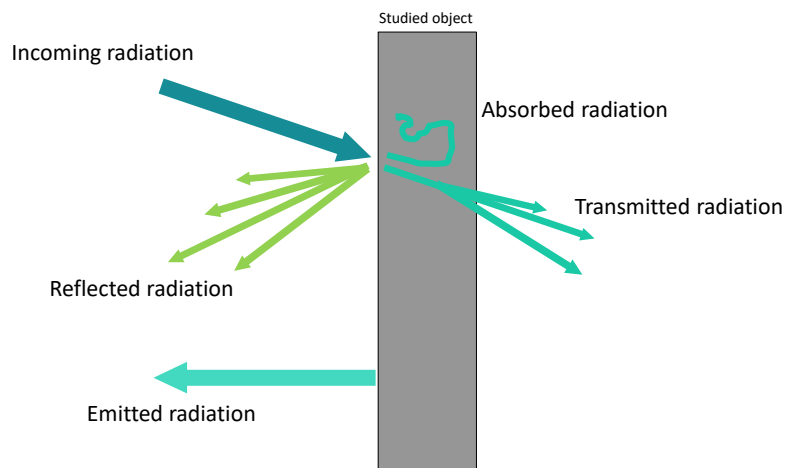 Studied object
Incoming radiation
Absorbed radiation
Transmitted radiation
Reflected radiation
Emitted radiation